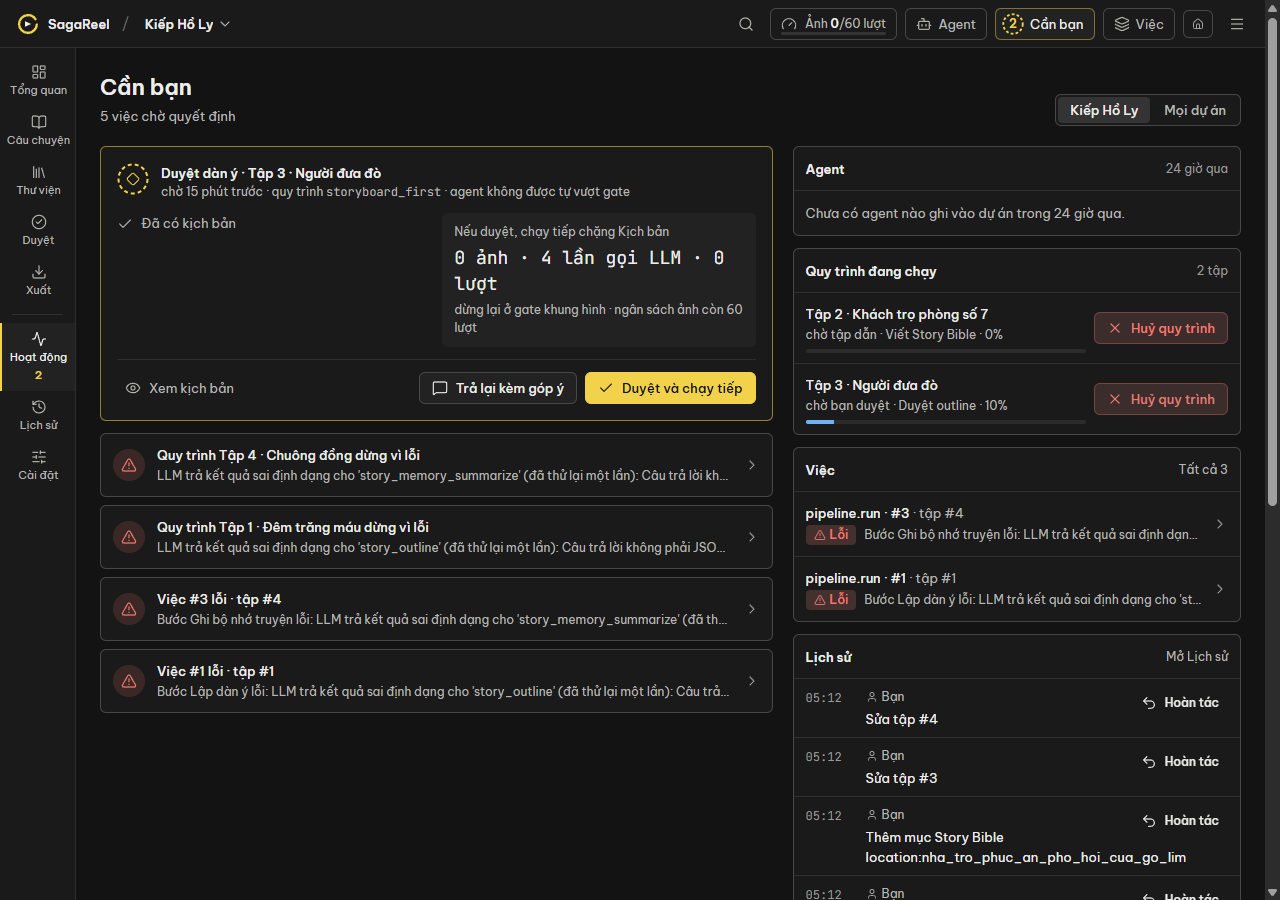 SagaReel / Kiếp Hồ Ly
Ảnh 0/60 lượt
Agent
2 Cần bạn
Việc
Tổng quan
Câu chuyện
Thư viện
Duyệt
Xuất
Hoạt động
2
Lịch sử
Cài đặt
Cần bạn
5 việc chờ quyết định
Kiếp Hồ Ly
Mọi dự án
Duyệt dàn ý · Tập 3 · Người đưa đò
chờ 15 phút trước · quy trình storyboard_first · agent không được tự vượt gate
Đã có kịch bản
Nếu duyệt, chạy tiếp chặng Kịch bản
0 ảnh · 4 lần gọi LLM · 0
lượt
dừng lại ở gate khung hình · ngân sách ảnh còn 60
lượt
Xem kịch bản
Trả lại kèm góp ý
Duyệt và chạy tiếp
Quy trình Tập 4 · Chuông đồng dừng vì lỗi
LLM trả kết quả sai định dạng cho 'story_memory_summarize' (đã thử lại một lần): Câu trả lời kh...
Quy trình Tập 1 · Đêm trăng máu dừng vì lỗi
LLM trả kết quả sai định dạng cho 'story_outline' (đã thử lại một lần): Câu trả lời không phải JSO...
Việc #3 lỗi · tập #4
Bước Ghi bộ nhớ truyện lỗi: LLM trả kết quả sai định dạng cho 'story_memory_summarize' (đã th...
Việc #1 lỗi · tập #1
Bước Lập dàn ý lỗi: LLM trả kết quả sai định dạng cho 'story_outline' (đã thử lại một lần): Câu trả...
Agent
24 giờ qua
Chưa có agent nào ghi vào dự án trong 24 giờ qua.
Quy trình đang chạy
2 tập
Tập 2 · Khách trọ phòng số 7
chờ tập dẫn · Viết Story Bible · 0%
Huỷ quy trình
Tập 3 · Người đưa đò
chờ bạn duyệt · Duyệt outline · 10%
Huỷ quy trình
Việc
Tất cả 3
pipeline.run · #3 · tập #4
Lỗi Bước Ghi bộ nhớ truyện lỗi: LLM trả kết quả sai định dạn...
pipeline.run · #1 · tập #1
Lỗi Bước Lập dàn ý lỗi: LLM trả kết quả sai định dạng cho 'st...
Lịch sử
Mở Lịch sử
05:12 Bạn
Sửa tập #4
Hoàn tác
05:12 Bạn
Sửa tập #3
Hoàn tác
05:12 Bạn
Thêm mục Story Bible
location:nha_tro_phuc_an_pho_hoi_cua_go_lim
Hoàn tác
05:12 Bạn
Hoàn tác